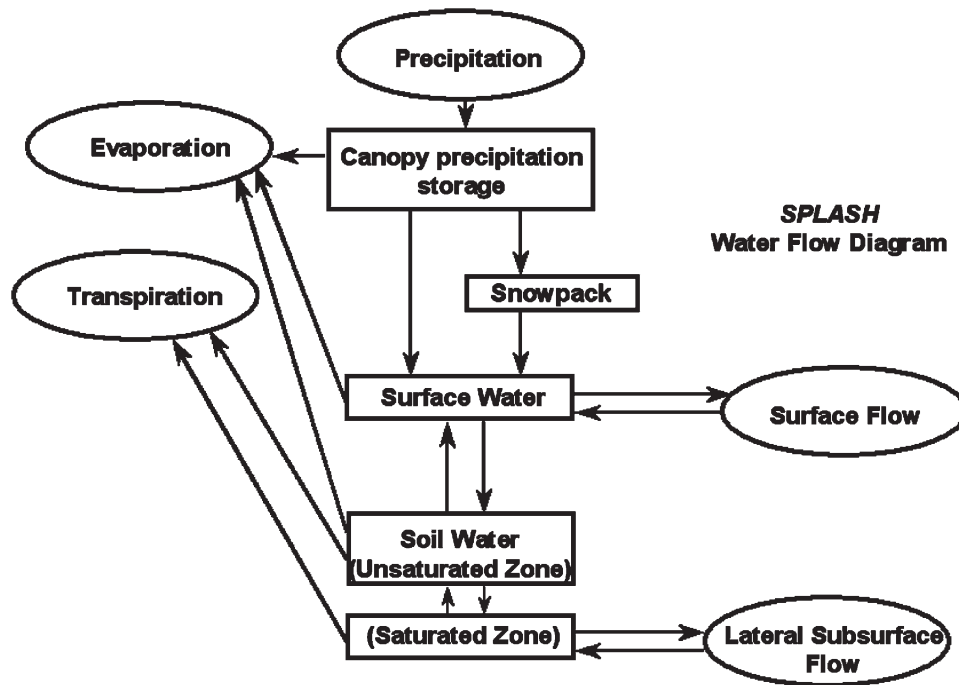 Precipitation
Evaporation
Canopy precipitation
storage
SPLASH
Water Flow Diagram
Transpiration
Snowpack
Surface Water
Surface Flow
Soil Water
(Unsaturated Zone)
(Saturated Zone)
Lateral Subsurface
Flow